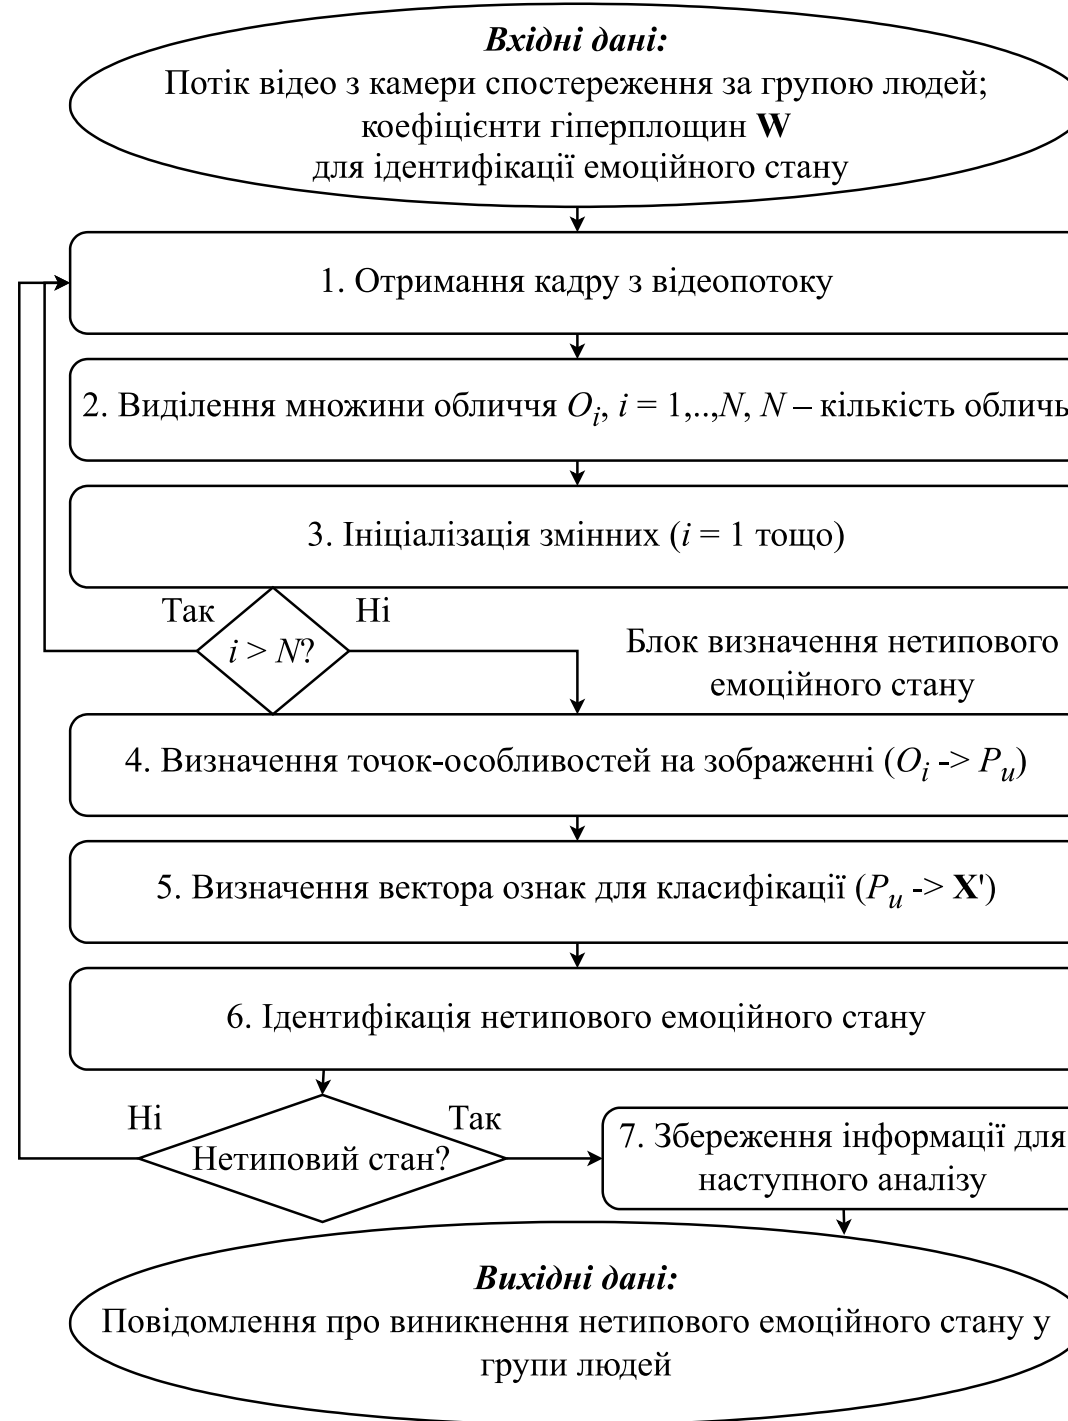 Вхідні дані:
Потік відео з камери спостереження за групою людей;
коефіцієнти гіперплощин W
для ідентифікації емоційного стану
1. Отримання кадру з відеопотоку
2. Виділення множини обличчя Oi, i = 1,..,N, N – кількість обличь
3. Ініціалізація змінних (i = 1 тощо)
Так
Ні
i > N?
Блок визначення нетипового
емоційного стану
4. Визначення точок-особливостей на зображенні (Oi -> Pu)
5. Визначення вектора ознак для класифікації (Pu -> X')
6. Ідентифікація нетипового емоційного стану
Ні
Так
Нетиповий стан?
7. Збереження інформації для
наступного аналізу
Вихідні дані:
Повідомлення про виникнення нетипового емоційного стану у
групи людей